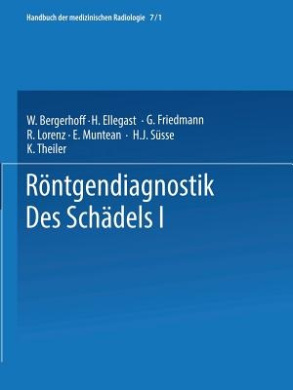 Handbuch der medizinischen Radiologie 7/1
W. Bergerhoff · H. Ellegast · G. Friedmann
R. Lorenz · E. Muntean · H.J. Süsse
K. Theiler
Röntgendiagnostik
Des Schädels I